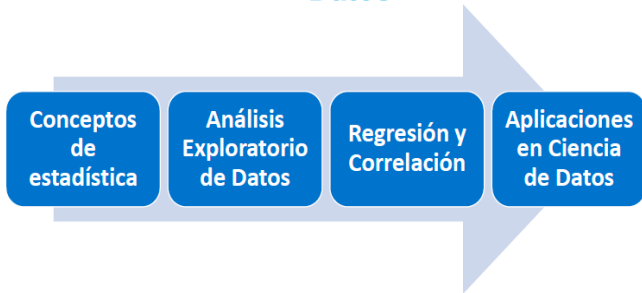 Conceptos
de
estadística
Análisis
Exploratorio
de Datos
Regresión y
Correlación
Aplicaciones
en Ciencia
de Datos